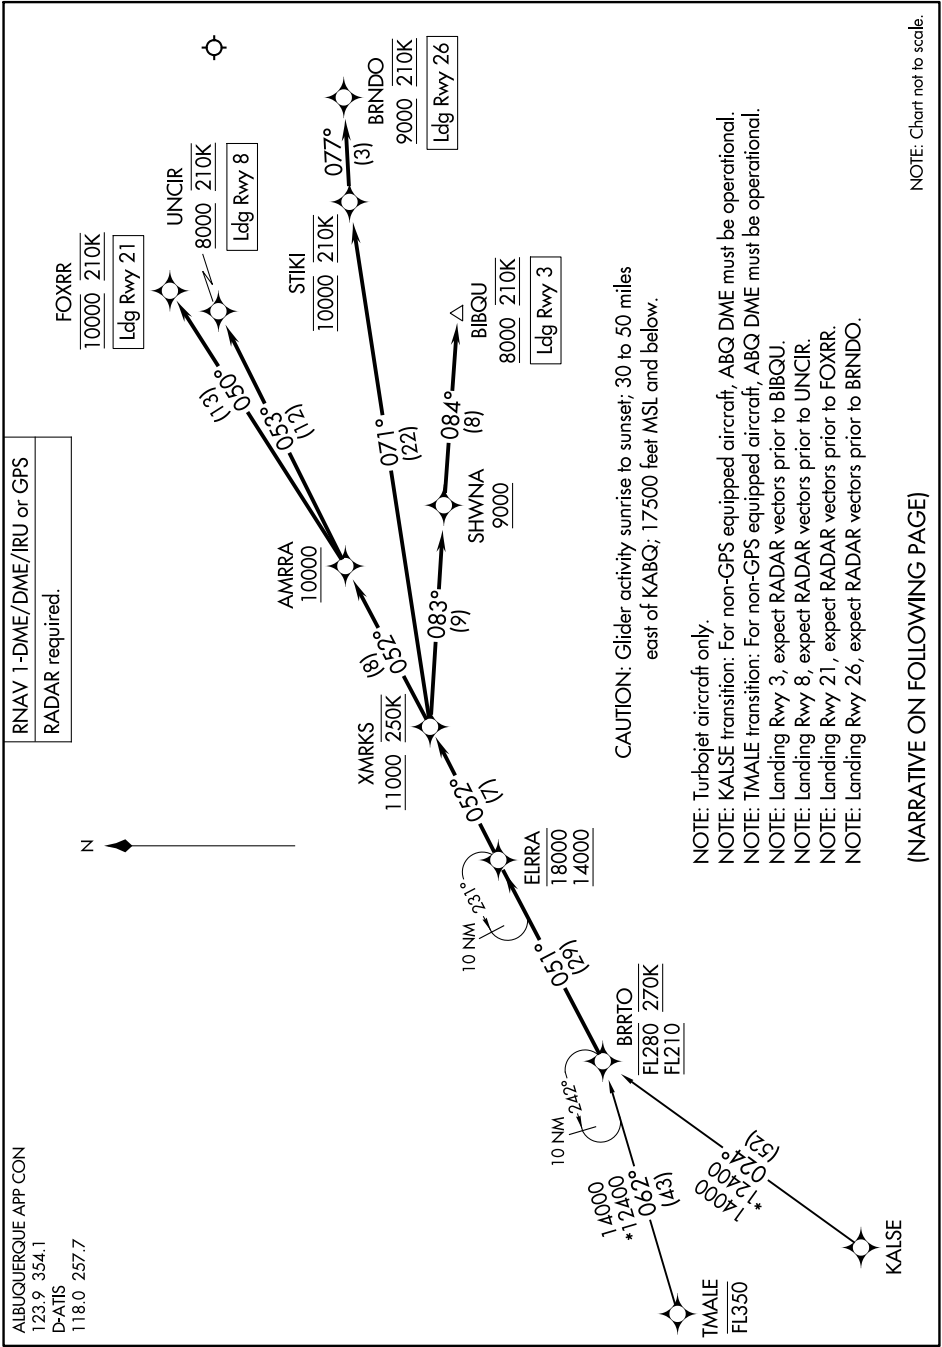 ALBUQUERQUE APP CON
123.9 354.1
D-ATIS
118.0 257.7
RNAV 1-DME/DME/IRU or GPS
RADAR required.
N
FOXRR
10000 210K
Ldg Rwy 21
UNCIR
8000 210K
Ldg Rwy 8
(13)
050°
053°
(12)
AMRRA
10000
STIKI
10000 210K
077°
(3)
BRNDO
9000 210K
Ldg Rwy 26
(8)
052°
071°
(22)
XMRKS
11000 250K
083°
(9)
SHWNA
9000
084°
(8)
BIBQU
8000 210K
Ldg Rwy 3
052°
(7)
10 NM
231°
ELRRA
18000
14000
051°
(29)
10 NM
242°
BRRTO
FL280 270K
FL210
14000
*12400
062°
(43)
TMALE
FL350
14000
*12400
024°
(52)
KALSE
CAUTION: Glider activity sunrise to sunset; 30 to 50 miles
east of KABQ; 17500 feet MSL and below.
NOTE: Turbojet aircraft only.
NOTE: KALSE transition: For non-GPS equipped aircraft, ABQ DME must be operational.
NOTE: TMALE transition: For non-GPS equipped aircraft, ABQ DME must be operational.
NOTE: Landing Rwy 3, expect RADAR vectors prior to BIBQU.
NOTE: Landing Rwy 8, expect RADAR vectors prior to UNCIR.
NOTE: Landing Rwy 21, expect RADAR vectors prior to FOXRR.
NOTE: Landing Rwy 26, expect RADAR vectors prior to BRNDO.
(NARRATIVE ON FOLLOWING PAGE)
NOTE: Chart not to scale.